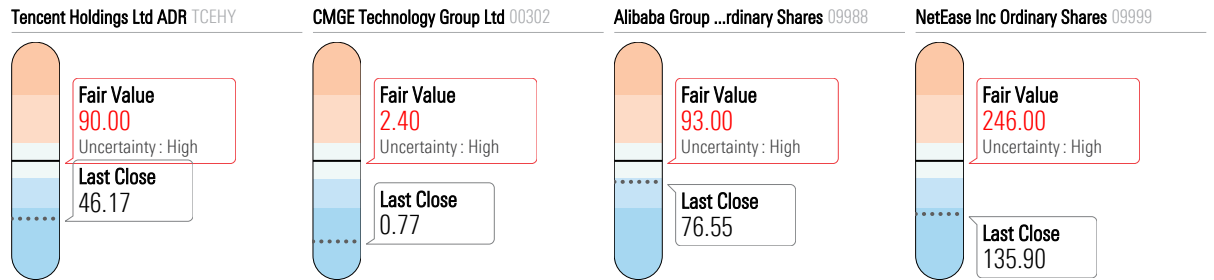 Tencent Holdings Ltd ADR TCEHY
Fair Value
90.00
Uncertainty : High
Last Close
46.17
CMGE Technology Group Ltd 00302
Fair Value
2.40
Uncertainty : High
Last Close
0.77
Alibaba Group ...rdinary Shares 09988
Fair Value
93.00
Uncertainty : High
Last Close
76.55
NetEase Inc Ordinary Shares 09999
Fair Value
246.00
Uncertainty : High
Last Close
135.90